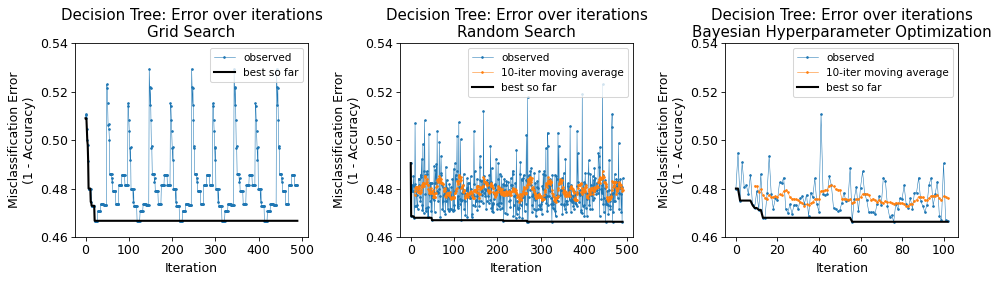 Decision Tree: Error over iterations
Grid Search
0.54
0.52
0.50
0.48
0.46
Misclassification Error
(1 - Accuracy)
observed
best so far
0
100
200
300
400
500
Iteration
Decision Tree: Error over iterations
Random Search
0.54
0.52
0.50
0.48
0.46
Misclassification Error
(1 - Accuracy)
observed
10-iter moving average
best so far
0
100
200
300
400
500
Iteration
Decision Tree: Error over iterations
Bayesian Hyperparameter Optimization
0.54
0.52
0.50
0.48
0.46
Misclassification Error
(1 - Accuracy)
observed
10-iter moving average
best so far
0
20
40
60
80
100
Iteration